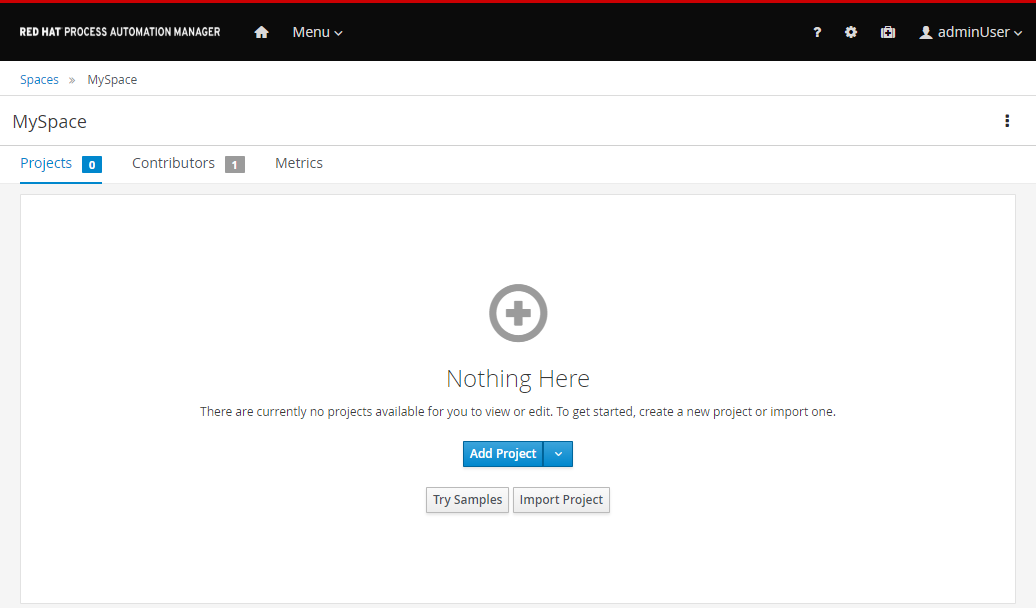 RED HAT PROCESS AUTOMATION MANAGER Menu ? adminUser
Spaces » MySpace
MySpace
Projects 0 Contributors 1 Metrics
Nothing Here
There are currently no projects available for you to view or edit. To get started, create a new project or import one.
Add Project
Try Samples Import Project